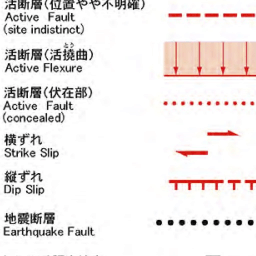 活断層(位置やや不明確)
Active Fault
(site indistinct)
活断層(活撓曲)
とう
Active Flexure
活断層(伏在部)
Active Fault
(concealed)
横ずれ
Strike Slip
縦ずれ
Dip Slip
地震断層
Earthquake Fault